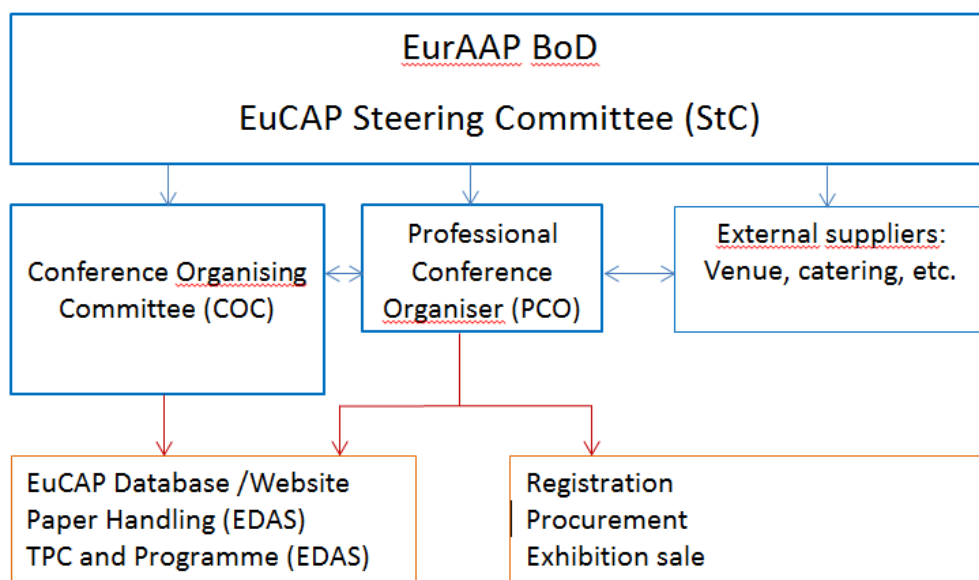 EurAAP BoD
EuCAP Steering Committee (StC)
Conference Organising
Committee (COC)
Professional
Conference
Organiser (PCO)
External suppliers:
Venue, catering, etc.
EuCAP Database /Website
Paper Handling (EDAS)
TPC and Programme (EDAS)
Registration
Procurement
Exhibition sale